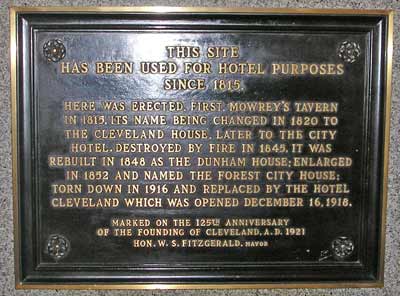 THIS SITE
HAS BEEN USED FOR HOTEL PURPOSES
SINCE 1815.
HERE WAS ERECTED, FIRST, MOWREY'S TAVERN
IN 1815, ITS NAME BEING CHANGED IN 1820 TO
THE CLEVELAND HOUSE, LATER TO THE CITY
HOTEL. DESTROYED BY FIRE IN 1845, IT WAS
REBUILT IN 1848 AS THE DUNHAM HOUSE; ENLARGED
IN 1852 AND NAMED THE FOREST CITY HOUSE;
TORN DOWN IN 1916 AND REPLACED BY THE HOTEL
CLEVELAND WHICH WAS OPENED DECEMBER 16, 1918.
MARKED ON THE 125TH ANNIVERSARY
OF THE FOUNDING OF CLEVELAND, A.D. 1921
HON. W. S. FITZGERALD, MAYOR